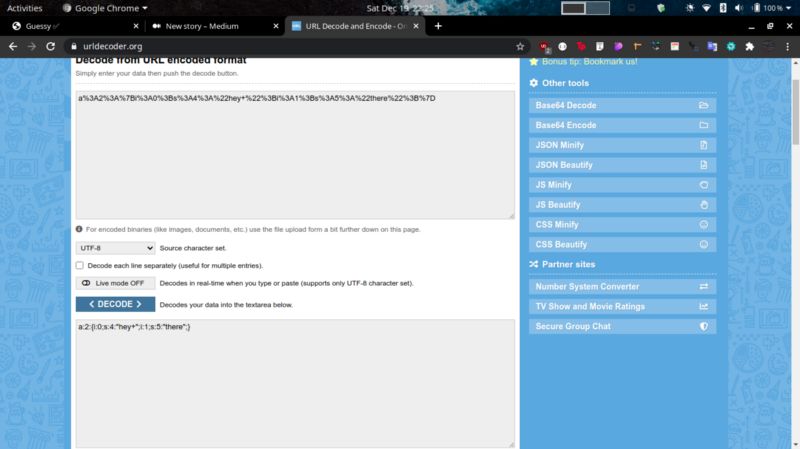 Activities
Google Chrome
Sat Dec 19 22:25
100 %
Guessy
New story – Medium
URL Decode and Encode - On
urldecoder.org
Decode from URL encoded format
Simply enter your data then push the decode button.
a%3A2%3A%7Bi%3A0%3Bs%3A4%3A%22hey+%22%3Bi%3A1%3Bs%3A5%3A%22there%22%3B%7D
For encoded binaries (like images, documents, etc.) use the file upload form a bit further down on this page.
UTF-8
Source character set.
Decode each line separately (useful for multiple entries).
Live mode OFF
Decodes in real-time when you type or paste (supports only UTF-8 character set).
DECODE
Decodes your data into the textarea below.
a:2:{i:0;s:4:"hey+";i:1;s:5:"there";}
Bonus tip: Bookmark us!
Other tools
Base64 Decode
Base64 Encode
JSON Minify
JSON Beautify
JS Minify
JS Beautify
CSS Minify
CSS Beautify
Partner sites
Number System Converter
TV Show and Movie Ratings
Secure Group Chat